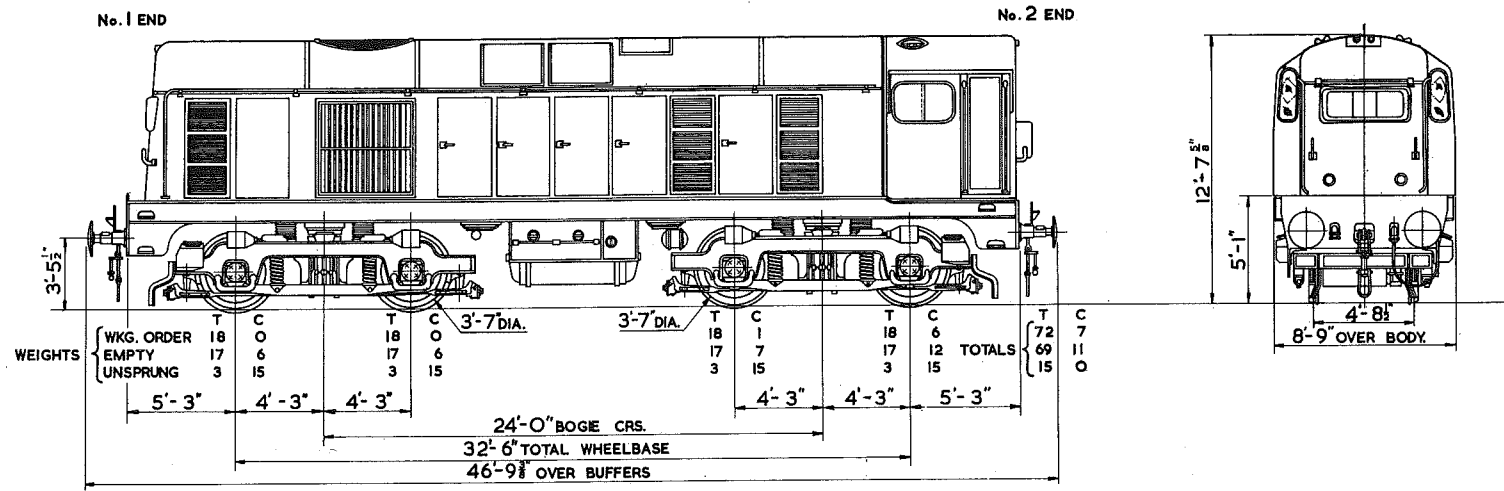 No. 1 END
No. 2 END
3'-5½"
12'-7⅝"
5'-1"
3'-7" DIA.
3'-7" DIA.
4'-8½"
8'-9" OVER BODY.
T C T C T C T C T C
WEIGHTS { WKG. ORDER 18 0 18 0 18 1 18 6 TOTALS { 72 7
EMPTY 17 6 17 6 17 7 17 12 69 11
UNSPRUNG 3 15 3 15 3 15 3 15 15 0
5'-3" 4'-3" 4'-3" 4'-3" 4'-3" 5'-3"
24'-0" BOGIE CRS.
32'-6" TOTAL WHEELBASE
46'-9⅜" OVER BUFFERS